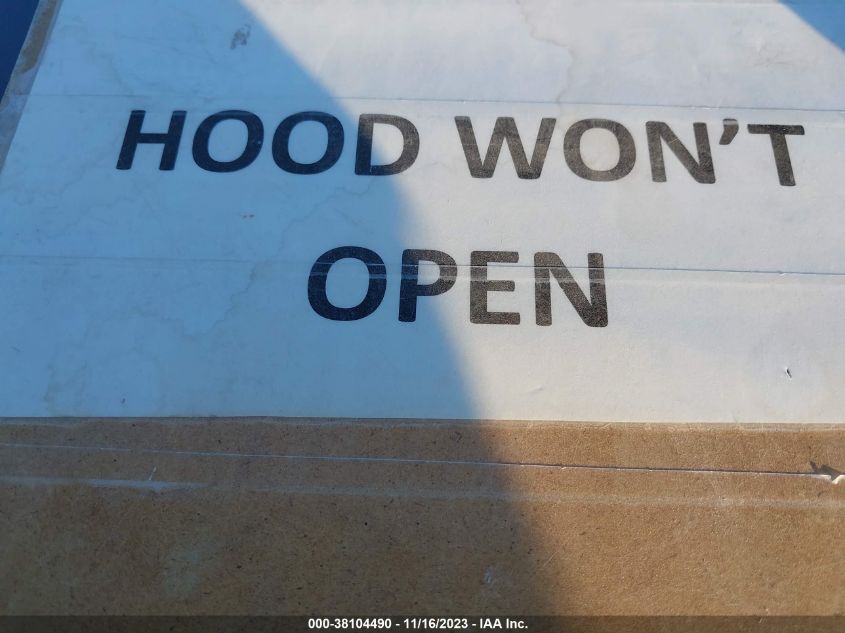 HOOD WON'T
OPEN
000-38104490 - 11/16/2023 - IAA Inc.